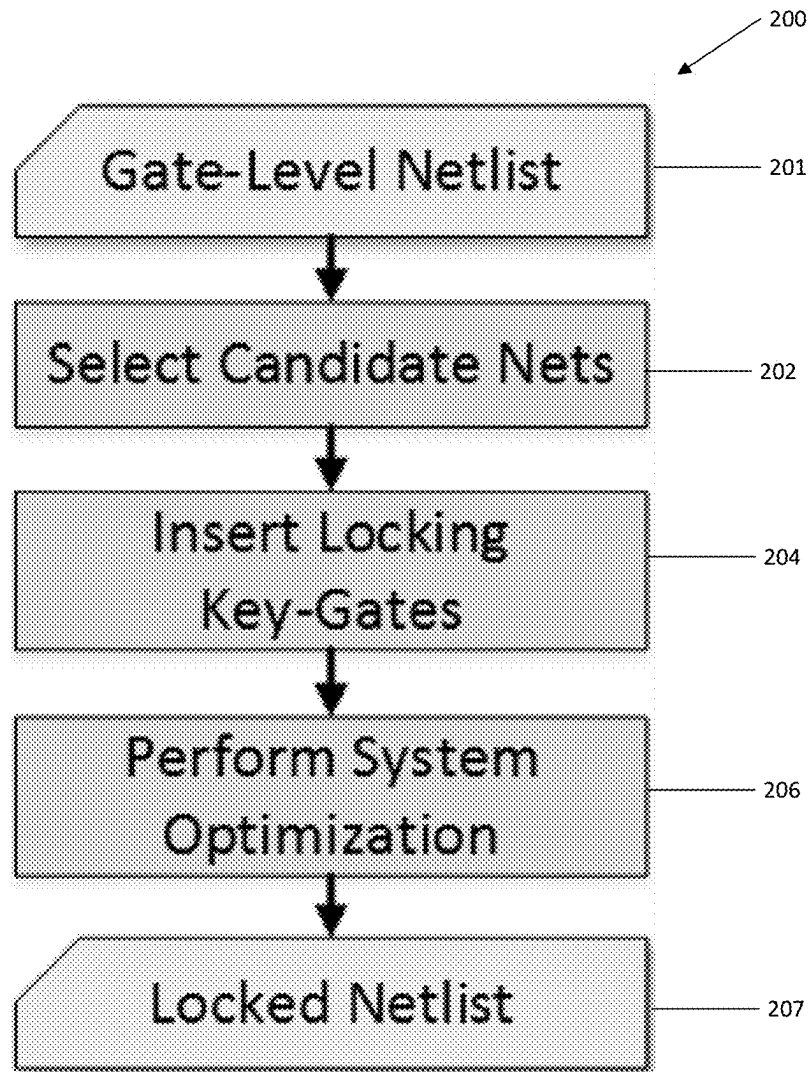 200
Gate-Level Netlist
201
Select Candidate Nets
202
Insert Locking
Key-Gates
204
Perform System
Optimization
206
Locked Netlist
207